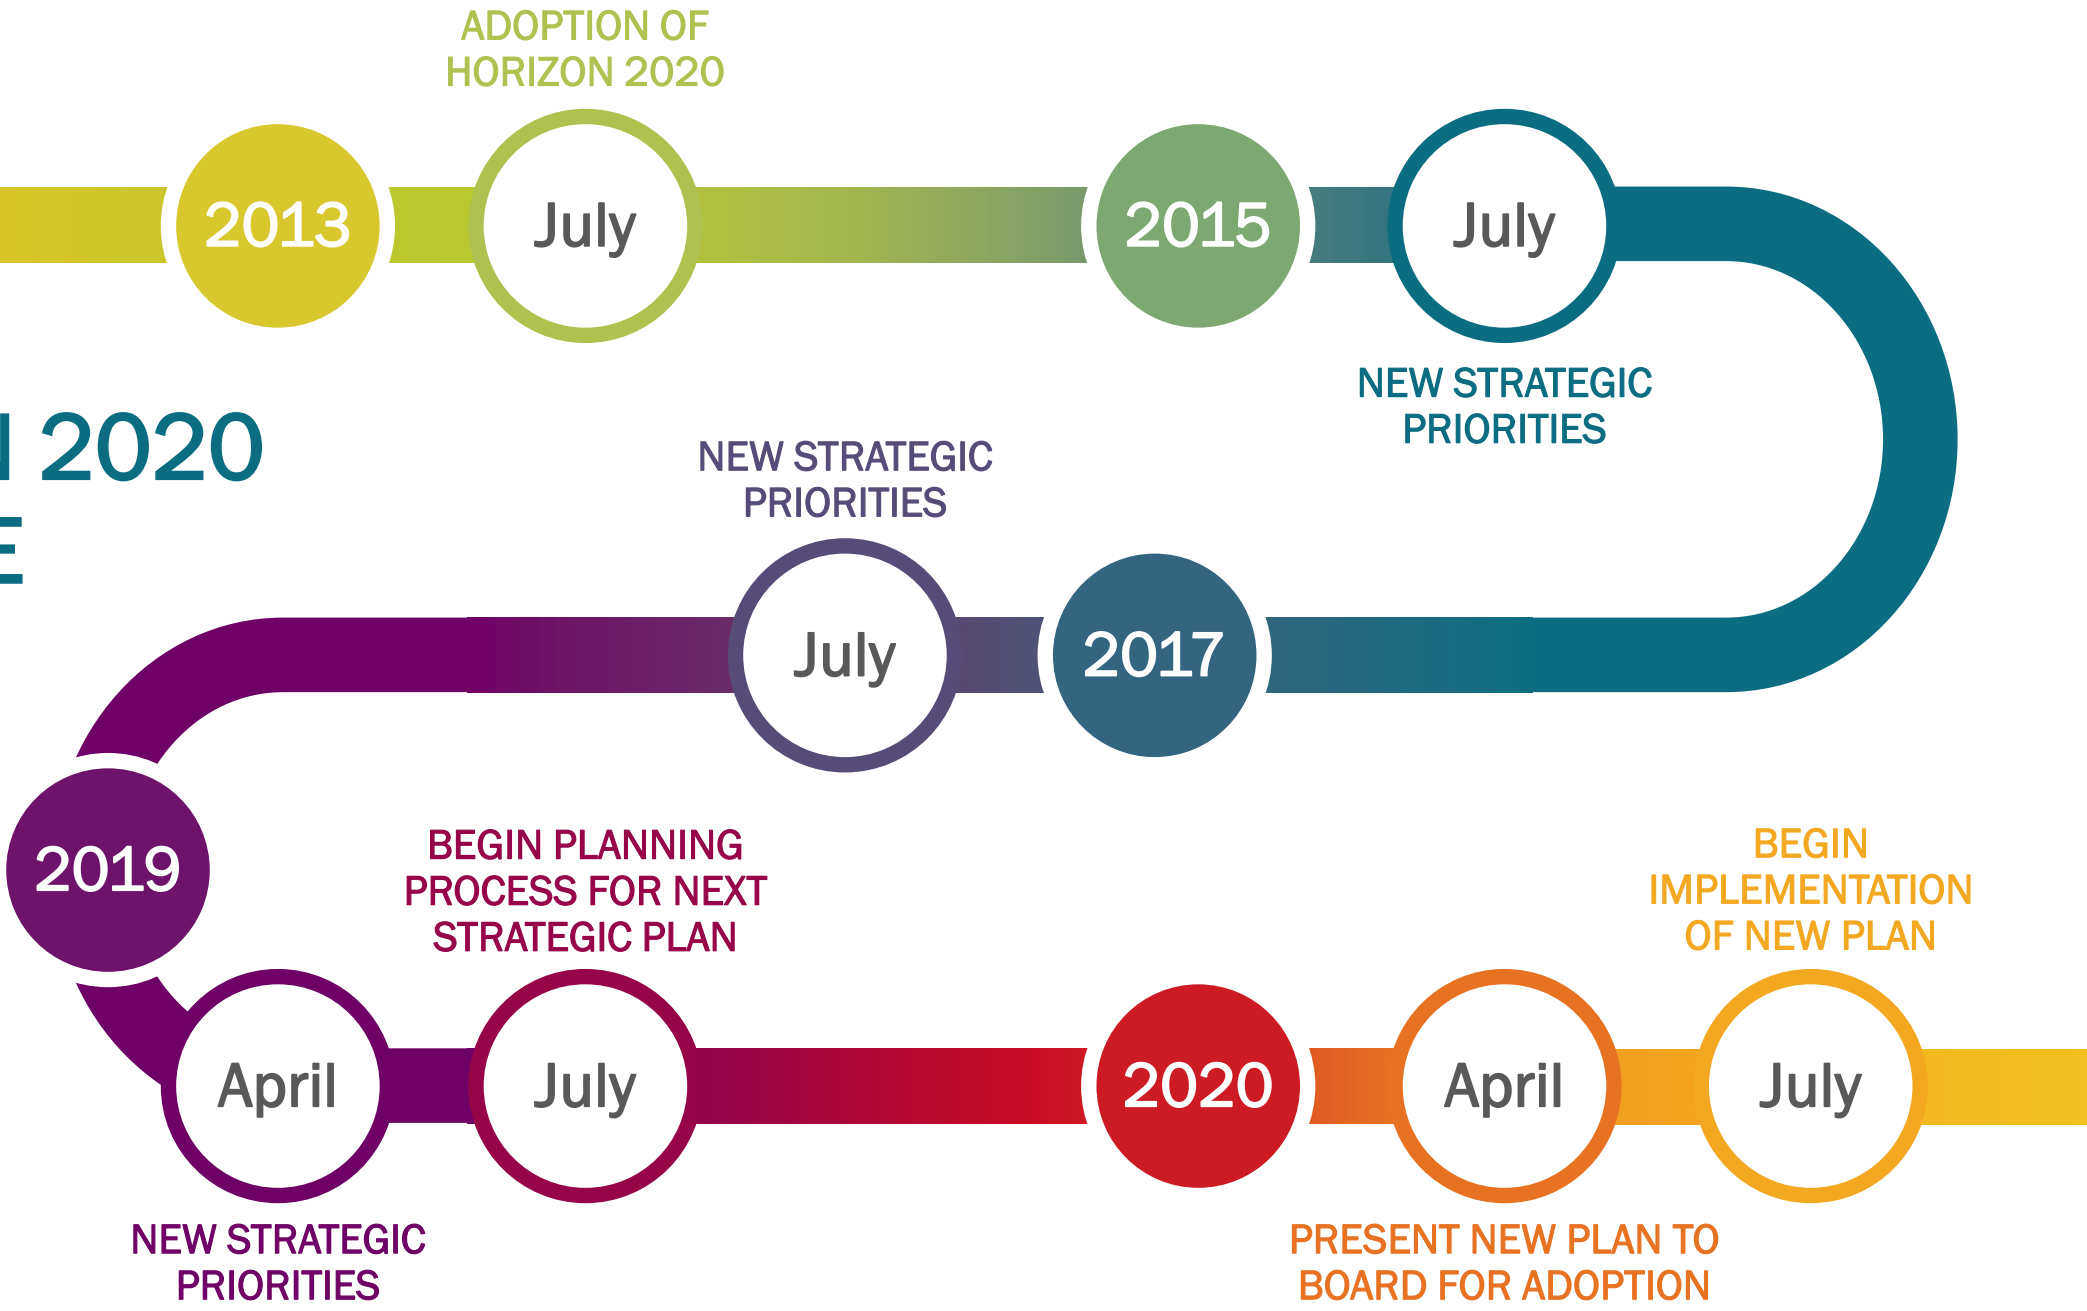 ADOPTION OF
HORIZON 2020
2013
July
2015
July
NEW STRATEGIC
PRIORITIES
2020
NEW STRATEGIC
PRIORITIES
July
2017
2019
BEGIN PLANNING
PROCESS FOR NEXT
STRATEGIC PLAN
BEGIN
IMPLEMENTATION
OF NEW PLAN
April
July
2020
April
July
NEW STRATEGIC
PRIORITIES
PRESENT NEW PLAN TO
BOARD FOR ADOPTION